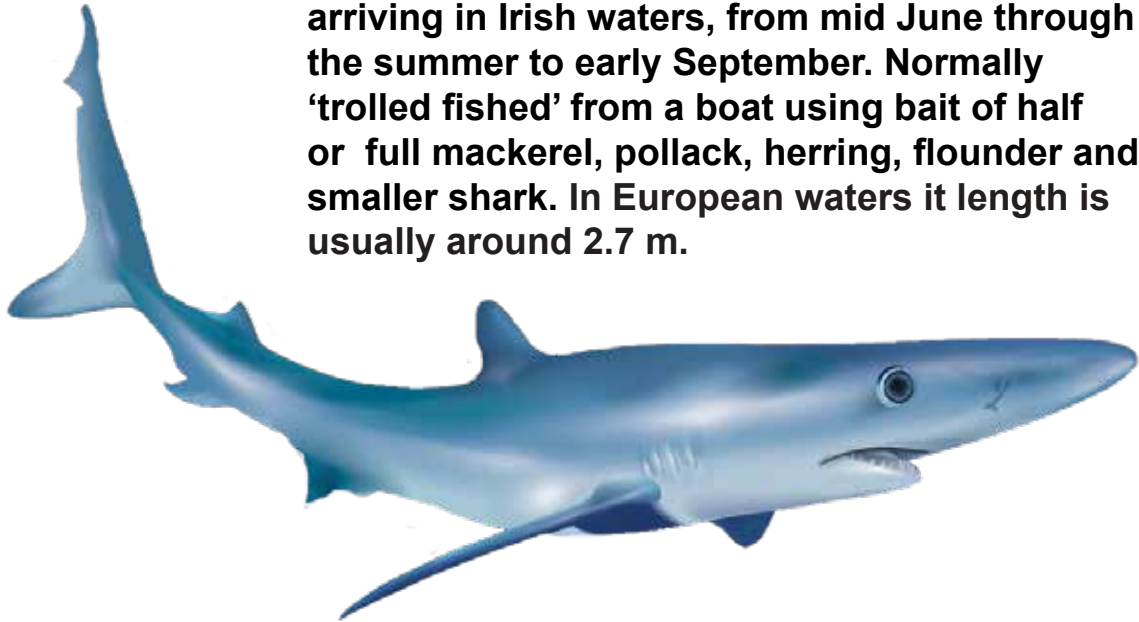 arriving in Irish waters, from mid June through
the summer to early September. Normally
‘trolled fished’ from a boat using bait of half
or  full mackerel, pollack, herring, flounder and
smaller shark. In European waters it length is
usually around 2.7 m.